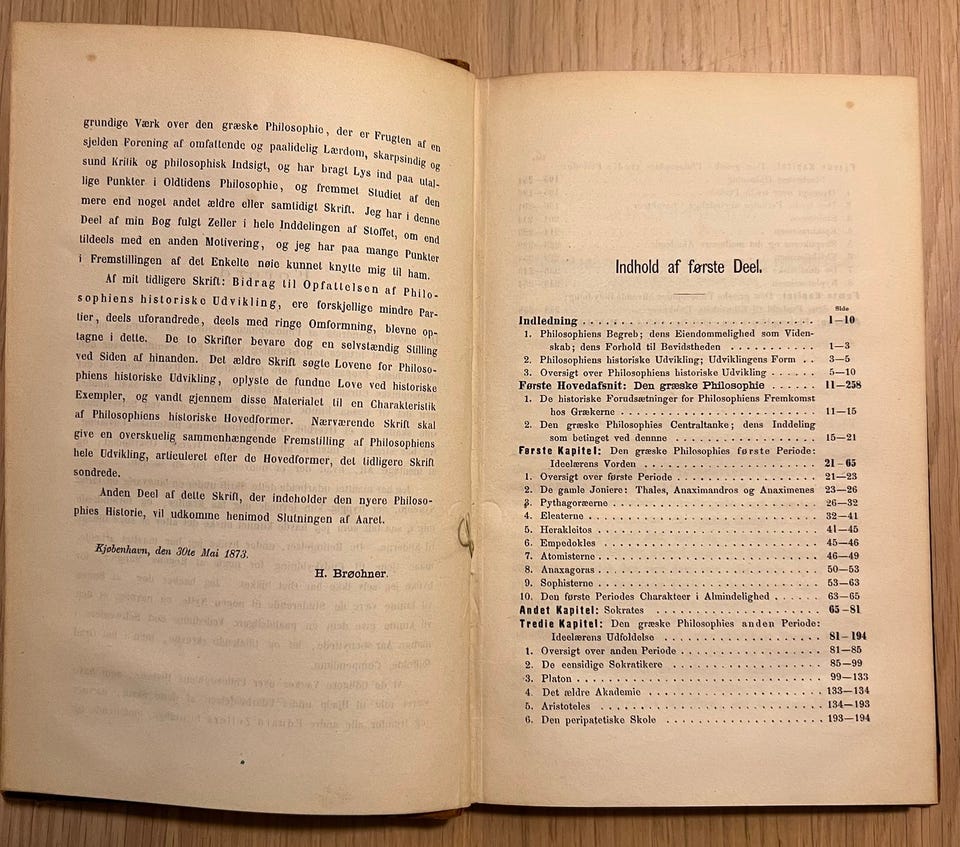 grundige Værk over den græske Philosophie, der er Frugten af en
sjelden Forening af omfattende og paalidelig Lærdom, skarpsindig og
sund Kritik og philosophisk Indsigt, og har bragt Lys ind paa utal-
lige Punkter i Oldtidens Philosophie, og fremmet Studiet af den
mere end noget andet ældre eller samtidigt Skrift. Jeg har i denne
Deel af min Bog fulgt Zeller i hele Inddelingen af Stoffet, om end
tildeels med en anden Motivering, og jeg har paa mange Punkter
i Fremstillingen af det Enkelte nøie kunnet knytte mig til ham.
Af mit tidligere Skrift: Bidrag til Opfattelsen af Philo-
sophiens historiske Udvikling, ere forskjellige mindre Par-
tier, deels uforandrede, deels med ringe Omformning, blevne op-
tagne i dette. De to Skrifter bevare dog en selvstændig Stilling
ved Siden af hinanden. Det ældre Skrift søgte Lovene for Philoso-
phiens historiske Udvikling, oplyste de fundne Love ved historiske
Exempler, og vandt gjennem disse Materialet til en Charakteristik
af Philosophiens historiske Hovedformer. Nærværende Skrift skal
give en overskuelig sammenhængende Fremstilling af Philosophiens
hele Udvikling, articuleret efter de Hovedformer, det tidligere Skrift
sondrede.
Anden Deel af dette Skrift, der indeholder den nyere Philoso-
phies Historie, vil udkomme henimod Slutningen af Aaret.
Kjøbenhavn, den 30te Mai 1873.
H. Brøchner.
Indhold af første Deel.
Side
Indledning 1—10
1. Philosophiens Begreb; dens Eiendommelighed som Viden-
skab; dens Forhold til Bevidstheden 1—3
2. Philosophiens historiske Udvikling; Udviklingens Form 3—5
3. Oversigt over Philosophiens historiske Udvikling 5—10
Første Hovedafsnit: Den græske Philosophie 11—258
1. De historiske Forudsætninger for Philosophiens Fremkomst
hos Grækerne 11—15
2. Den græske Philosophies Centraltanke; dens Inddeling
som betinget ved dennne 15—21
Første Kapitel: Den græske Philosophies første Periode:
Ideelærens Vorden 21—65
1. Oversigt over første Periode 21—23
2. De gamle Joniere: Thales, Anaximandros og Anaximenes 23—26
3. Pythagoræerne 26—32
4. Eleaterne 32—41
5. Herakleitos 41—45
6. Empedokles 45—46
7. Atomisterne 46—49
8. Anaxagoras 50—53
9. Sophisterne 53—63
10. Den første Periodes Charakteer i Almindelighed 63—65
Andet Kapitel: Sokrates 65—81
Tredie Kapitel: Den græske Philosophies anden Periode:
Ideelærens Udfoldelse 81—194
1. Oversigt over anden Periode 81—85
2. De eensidige Sokratikere 85—99
3. Platon 99—133
4. Det ældre Akademie 133—134
5. Aristoteles 134—193
6. Den peripatetiske Skole 193—194